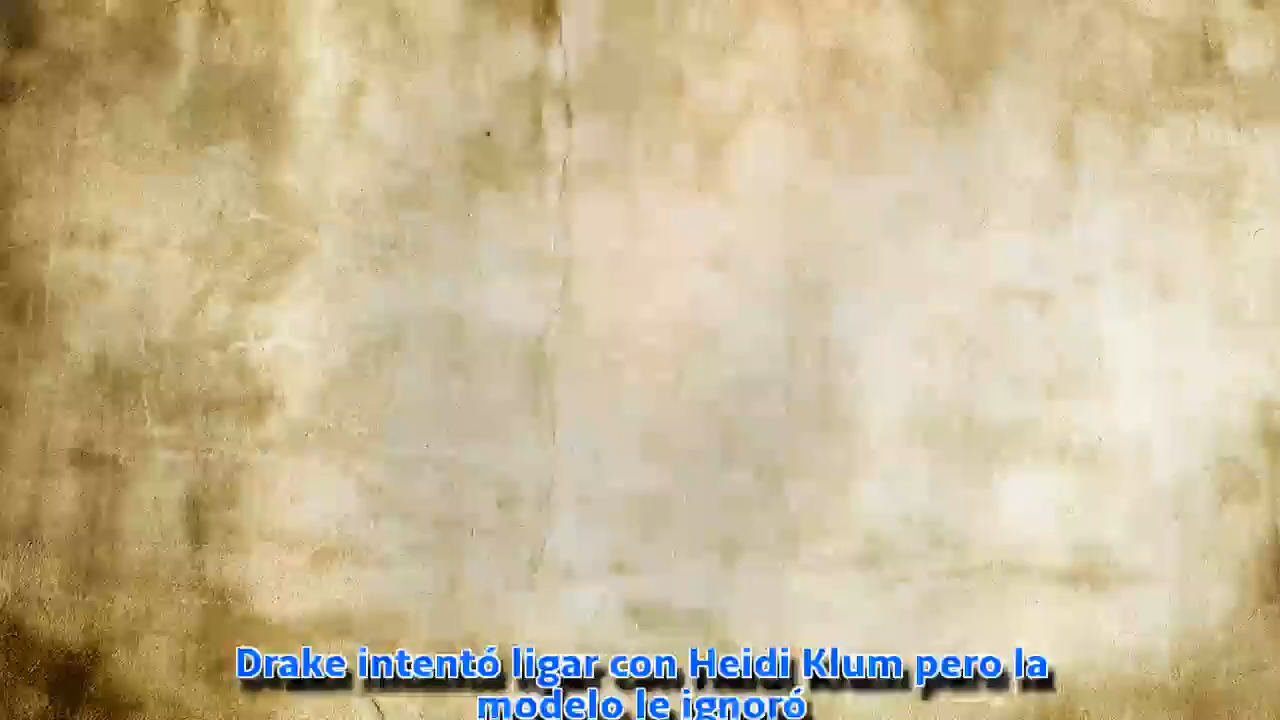 Drake intentó ligar con Heidi Klum pero la
modelo le ignoró